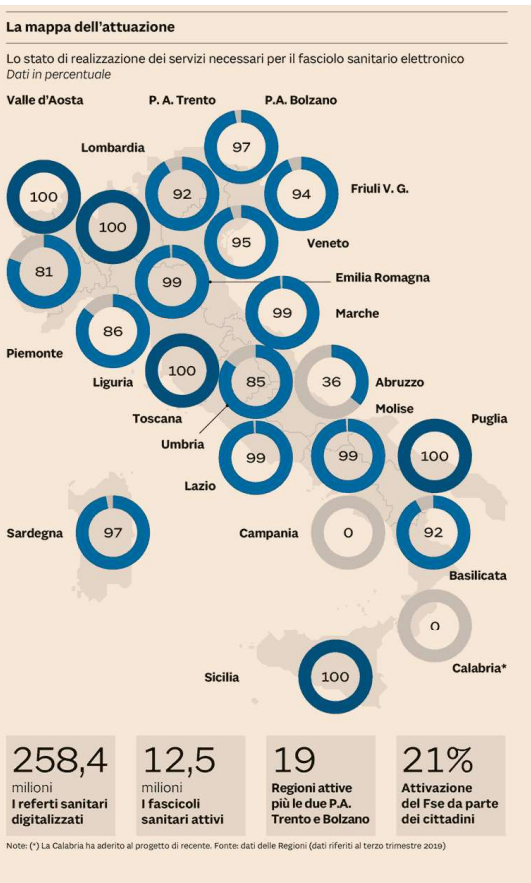 La mappa dell'attuazione
Lo stato di realizzazione dei servizi necessari per il fasciolo sanitario elettronico
Dati in percentuale
Valle d'Aosta
P. A. Trento
P.A. Bolzano
Lombardia
97
100
92
94
Friuli V. G.
100
95
Veneto
81
99
Emilia Romagna
99
Marche
86
Piemonte
Liguria
100
85
36
Abruzzo
Toscana
Molise
Puglia
Umbria
99
99
100
Lazio
Sardegna
97
Campania
0
92
Basilicata
0
Calabria*
Sicilia
100
258,4
milioni
I referti sanitari
digitalizzati
12,5
milioni
I fascicoli
sanitari attivi
19
Regioni attive
più le due P.A.
Trento e Bolzano
21%
Attivazione
del Fse da parte
dei cittadini
Note: (*) La Calabria ha aderito al progetto di recente. Fonte: dati delle Regioni (dati riferiti al terzo trimestre 2019)